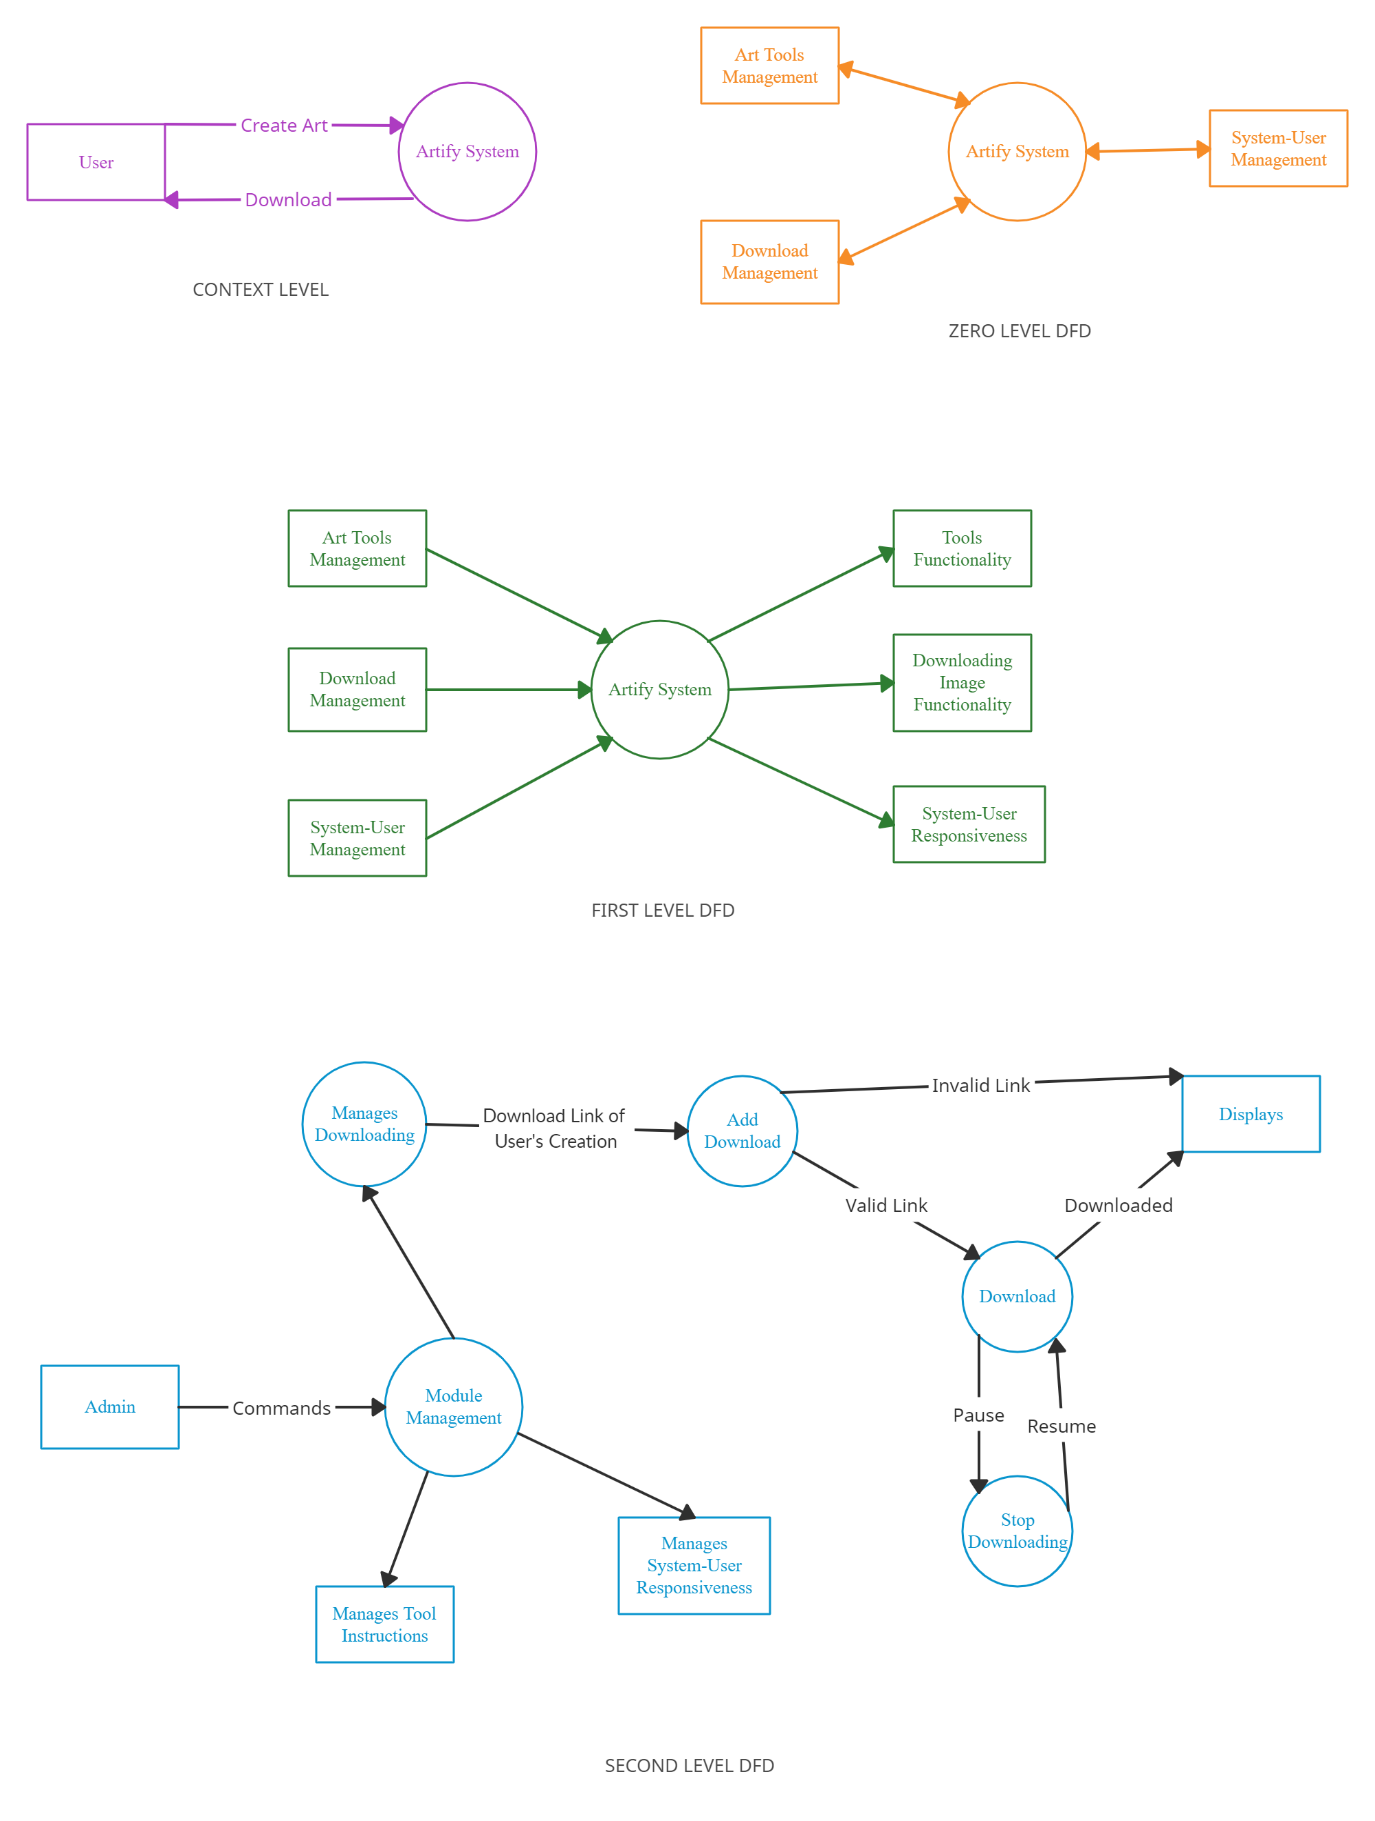 User
Create Art
Download
Artify System
CONTEXT LEVEL
Art Tools
Management
Artify System
System-User
Management
Download
Management
ZERO LEVEL DFD
Art Tools
Management
Download
Management
System-User
Management
Artify System
Tools
Functionality
Downloading
Image
Functionality
System-User
Responsiveness
FIRST LEVEL DFD
Manages
Downloading
Download Link of
User's Creation
Add
Download
Invalid Link
Displays
Valid Link
Downloaded
Download
Pause
Resume
Stop
Downloading
Admin
Commands
Module
Management
Manages
System-User
Responsiveness
Manages Tool
Instructions
SECOND LEVEL DFD